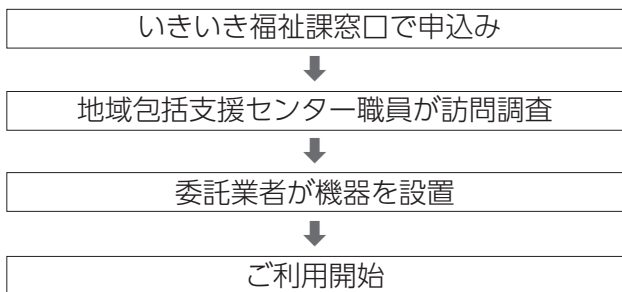 いきいき福祉課窓口で申込み
地域包括支援センター職員が訪問調査
委託業者が機器を設置
ご利用開始